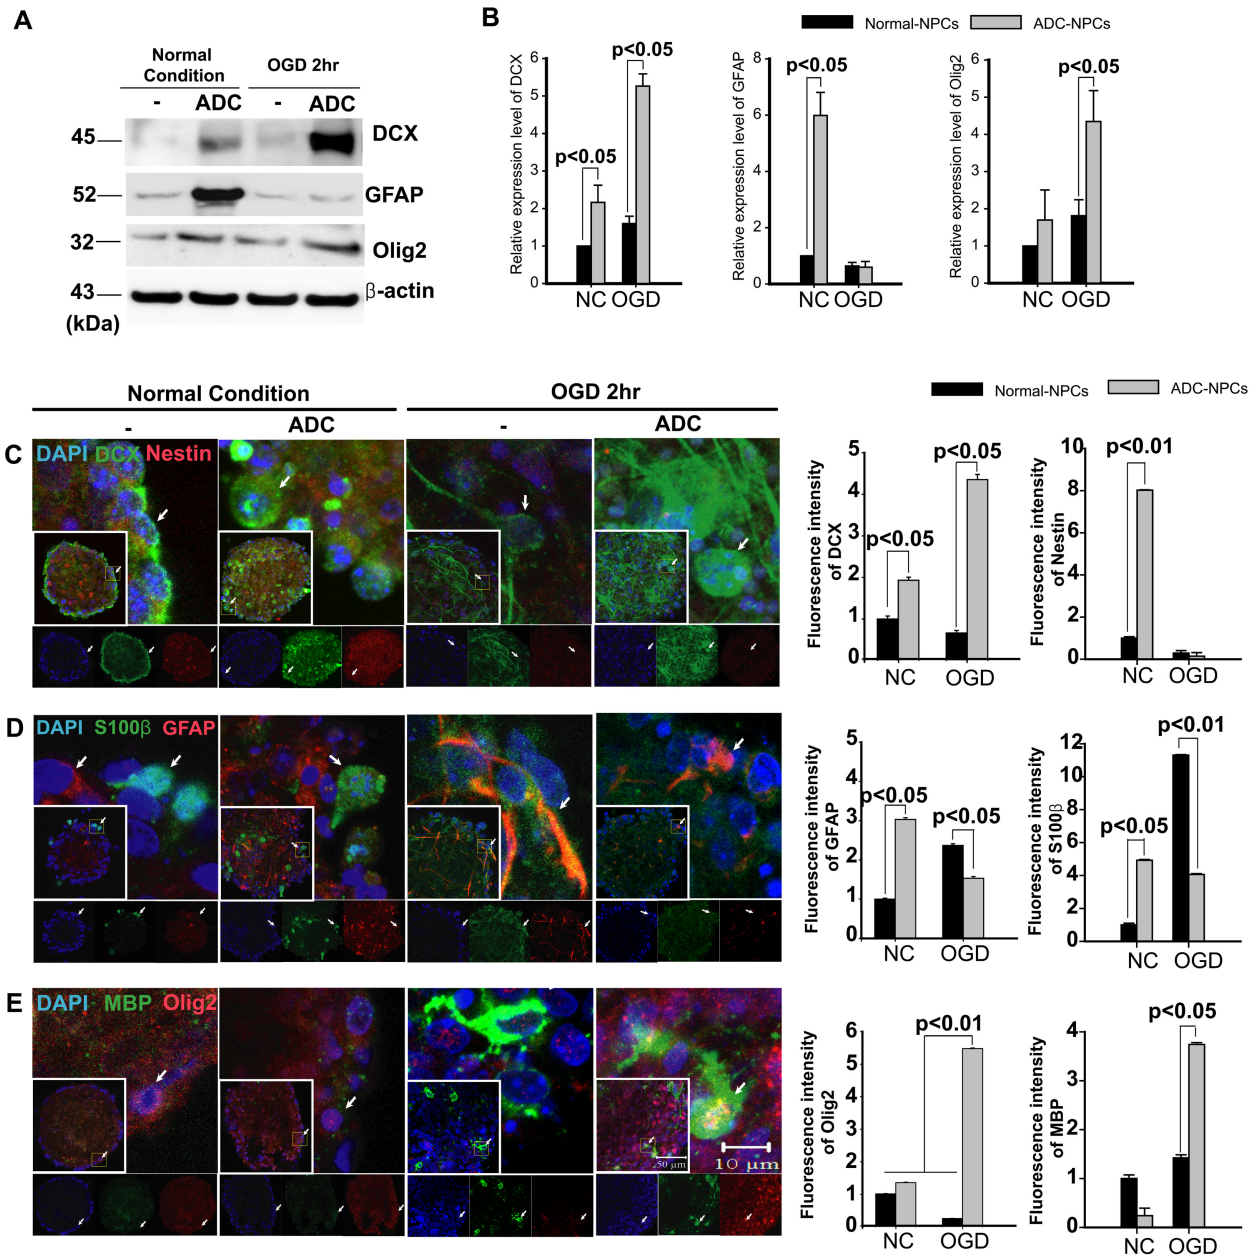 A
Normal
Condition
OGD 2hr
-
ADC
-
ADC
45
DCX
52
GFAP
32
Olig2
43
β-actin
(kDa)
B
Normal-NPCs
ADC-NPCs
Relative expression level of DCX
6
5
4
3
2
1
0
p<0.05
p<0.05
NC OGD
Relative expression level of GFAP
8
6
4
2
0
p<0.05
NC OGD
Relative expression level of Olig2
6
5
4
3
2
1
0
p<0.05
NC OGD
Normal Condition
OGD 2hr
-
ADC
-
ADC
Normal-NPCs
ADC-NPCs
C
DAPI DCX Nestin
Fluorescence intensity
of DCX
5
4
3
2
1
0
p<0.05
p<0.05
NC OGD
Fluorescence intensity
of Nestin
10
8
6
4
2
0
p<0.01
NC OGD
D
DAPI S100β GFAP
Fluorescence intensity
of GFAP
5
4
3
2
1
0
p<0.05
p<0.05
NC OGD
Fluorescence intensity
of S100β
12
10
8
6
4
2
0
p<0.05
p<0.01
NC OGD
E
DAPI MBP Olig2
50 µm
10 µm
Fluorescence intensity
of Olig2
6
5
4
3
2
1
0
p<0.01
NC OGD
Fluorescence intensity
of MBP
4
3
2
1
0
p<0.05
NC OGD